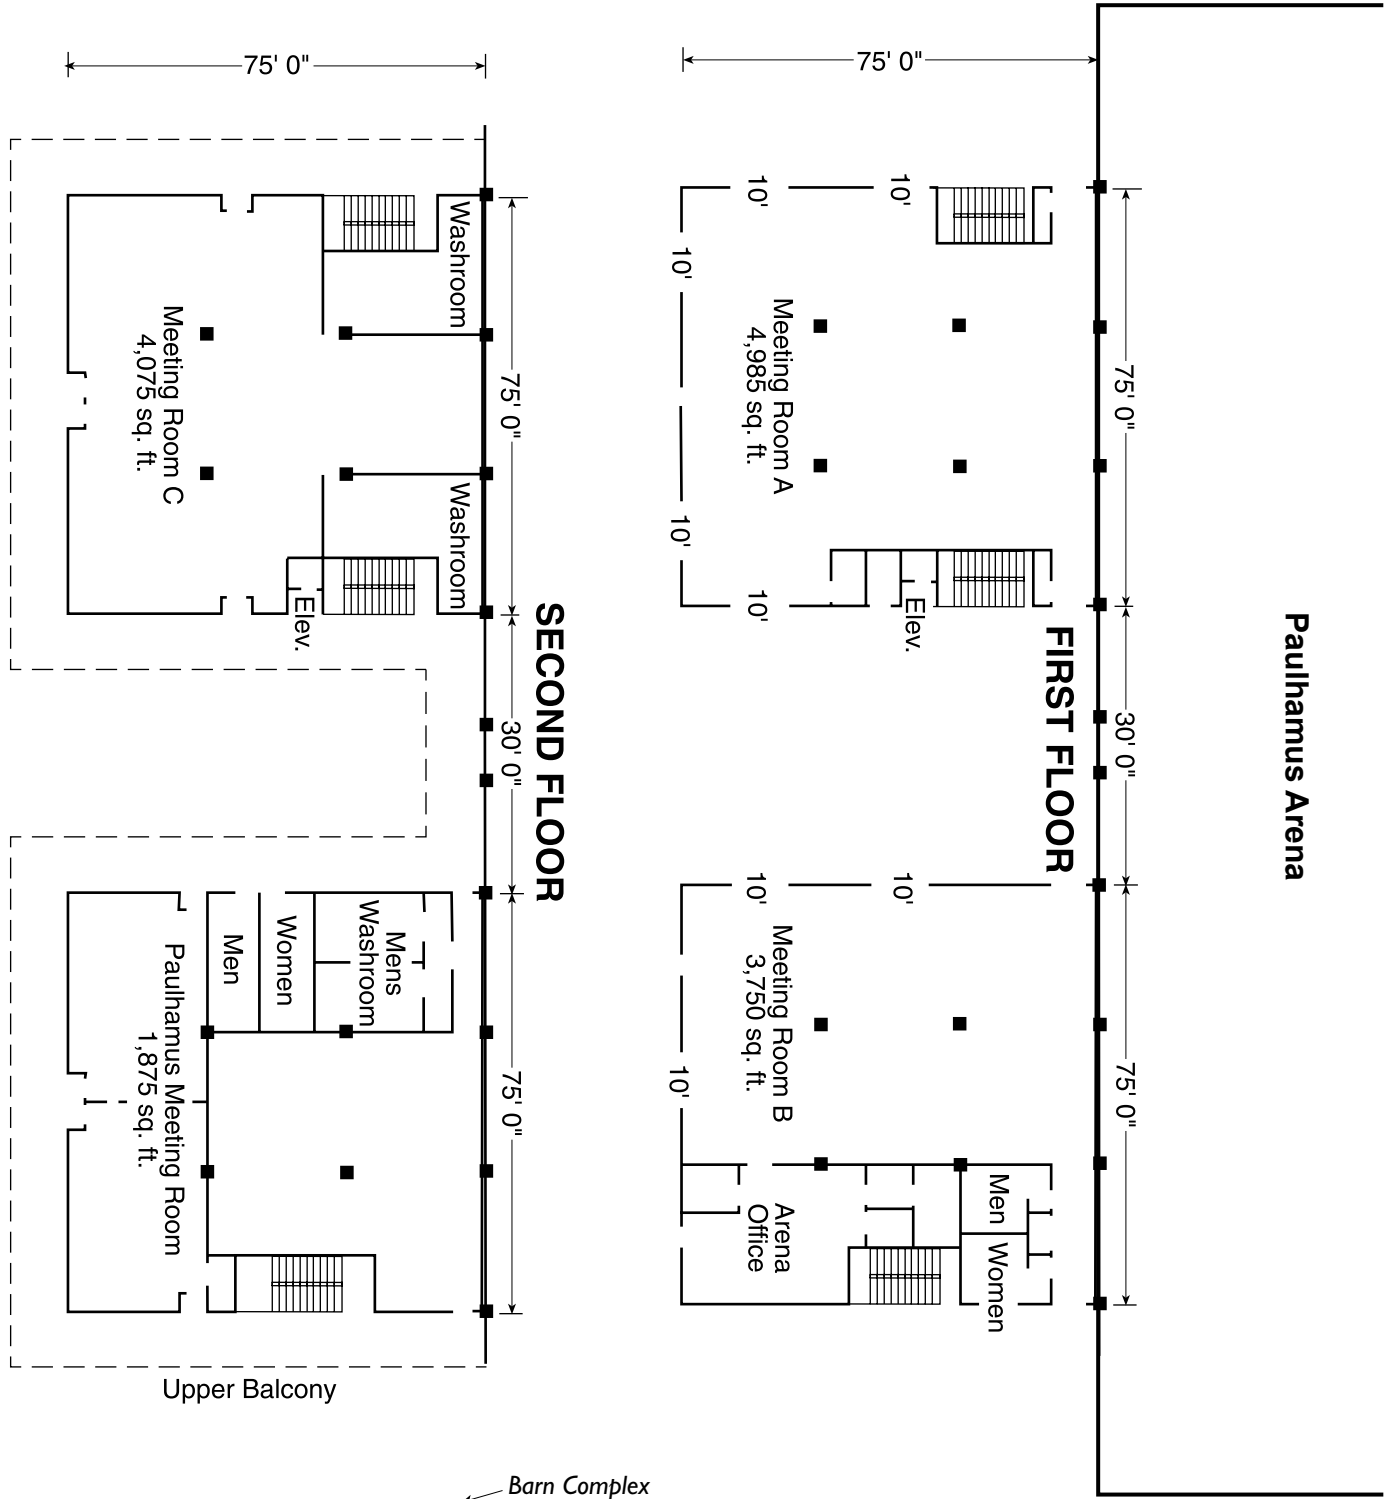 75' 0"
75' 0"
Washroom
Meeting Room C
4,075 sq. ft.
75' 0"
Washroom
Elev.
SECOND FLOOR
30' 0"
Mens
Washroom
Women
Men
Paulhamus Meeting Room
1,875 sq. ft.
75' 0"
Upper Balcony
10'
10'
10'
Meeting Room A
4,985 sq. ft.
75' 0"
10'
10'
Elev.
FIRST FLOOR
30' 0"
Paulhamus Arena
10'
10'
Meeting Room B
3,750 sq. ft.
10'
75' 0"
Arena
Office
Men
Women
Barn Complex